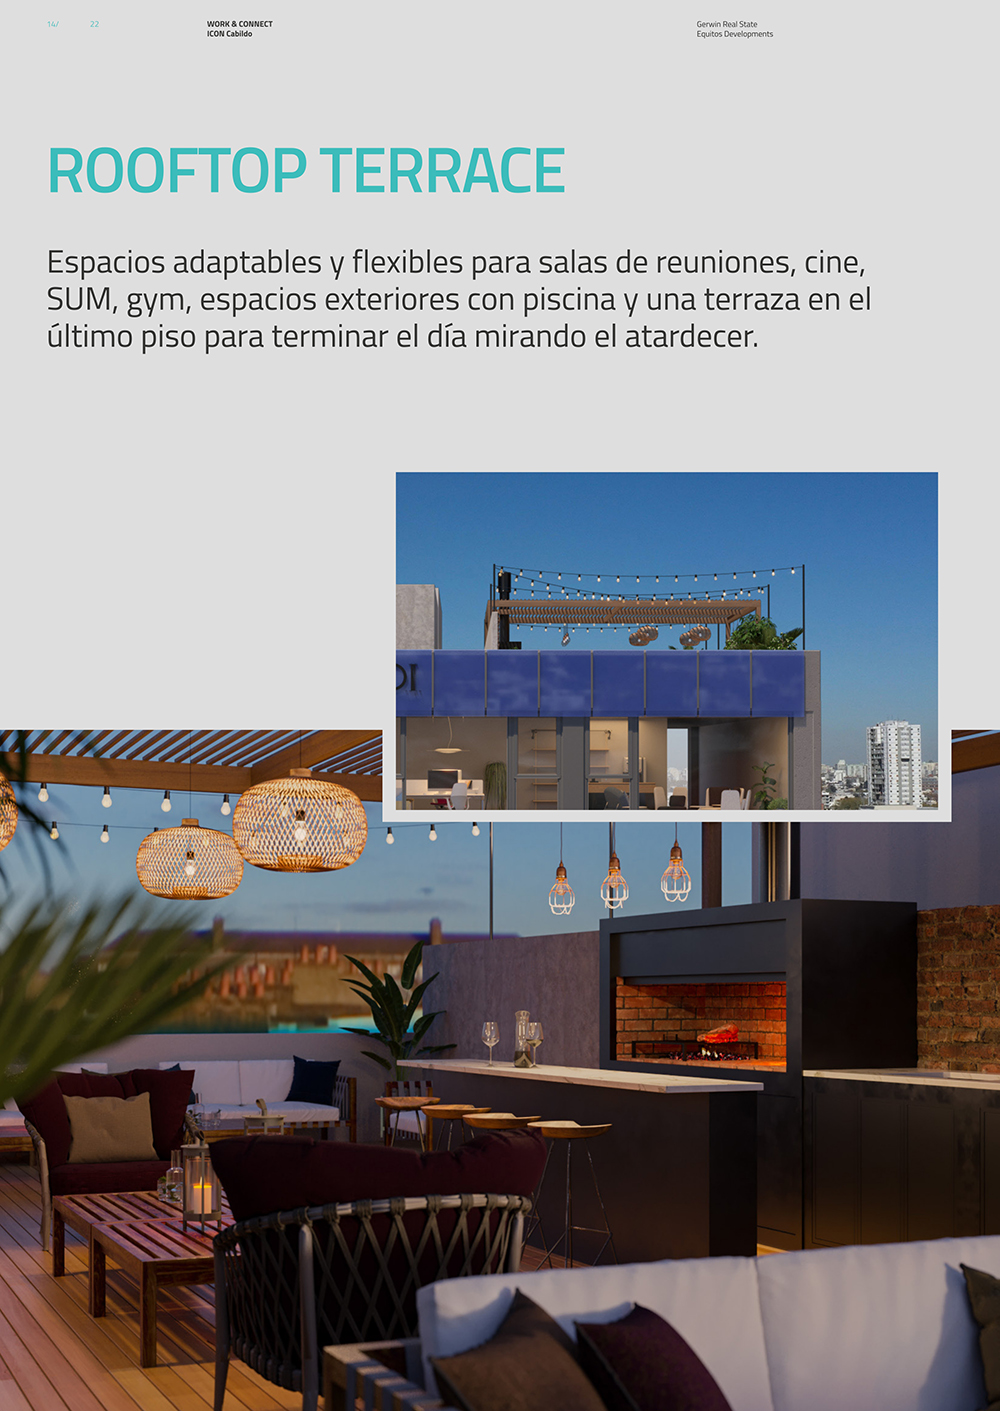 14/ 22
WORK & CONNECT
ICON Cabildo
Gerwin Real State
Equitos Developments
ROOFTOP TERRACE
Espacios adaptables y flexibles para salas de reuniones, cine,
SUM, gym, espacios exteriores con piscina y una terraza en el
último piso para terminar el día mirando el atardecer.